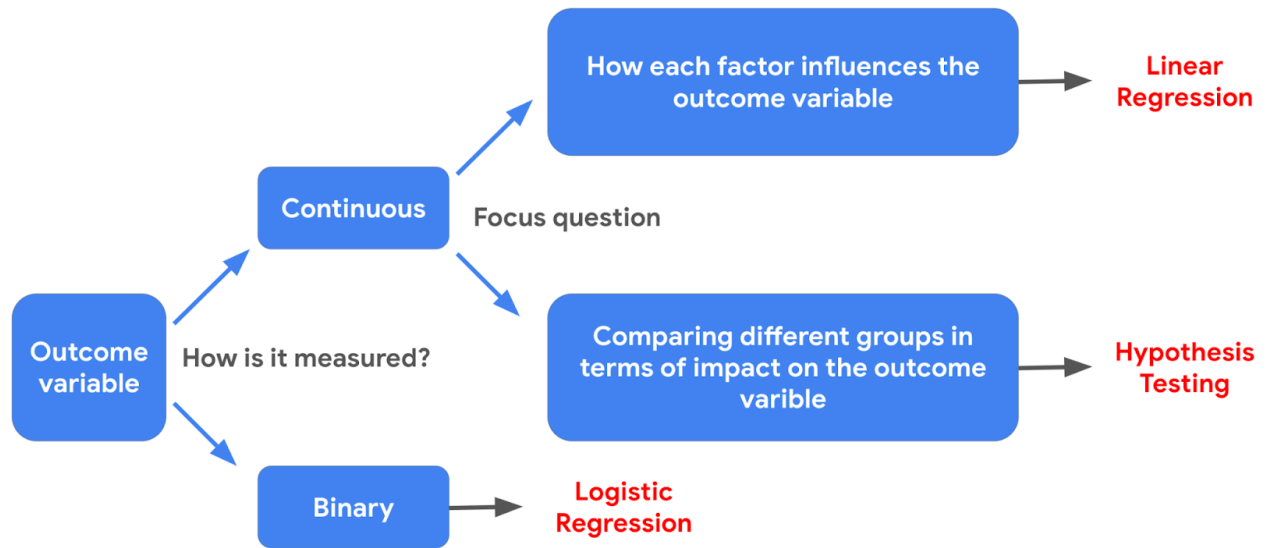 How each factor influences the
outcome variable
Linear
Regression
Continuous
Focus question
Outcome
variable
How is it measured?
Comparing different groups in
terms of impact on the outcome
varible
Hypothesis
Testing
Binary
Logistic
Regression